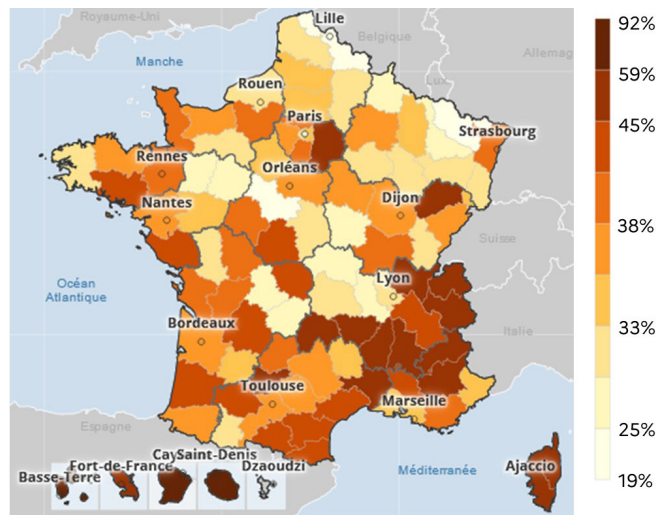 Royaume-Uni
Lille
Belgique
Allemag
Manche
Lux.
Rouen
Paris
Strasbourg
Rennes
Orléans
Nantes
Dijon
Suisse
Océan
Atlantique
Lyon
Bordeaux
Italie
Toulouse
Marseille
Espagne
CaySaint-Denis
Fort-de-France
Dzaoudzi
Basse-Terre
Méditerranée
Ajaccio
92%
59%
45%
38%
33%
25%
19%